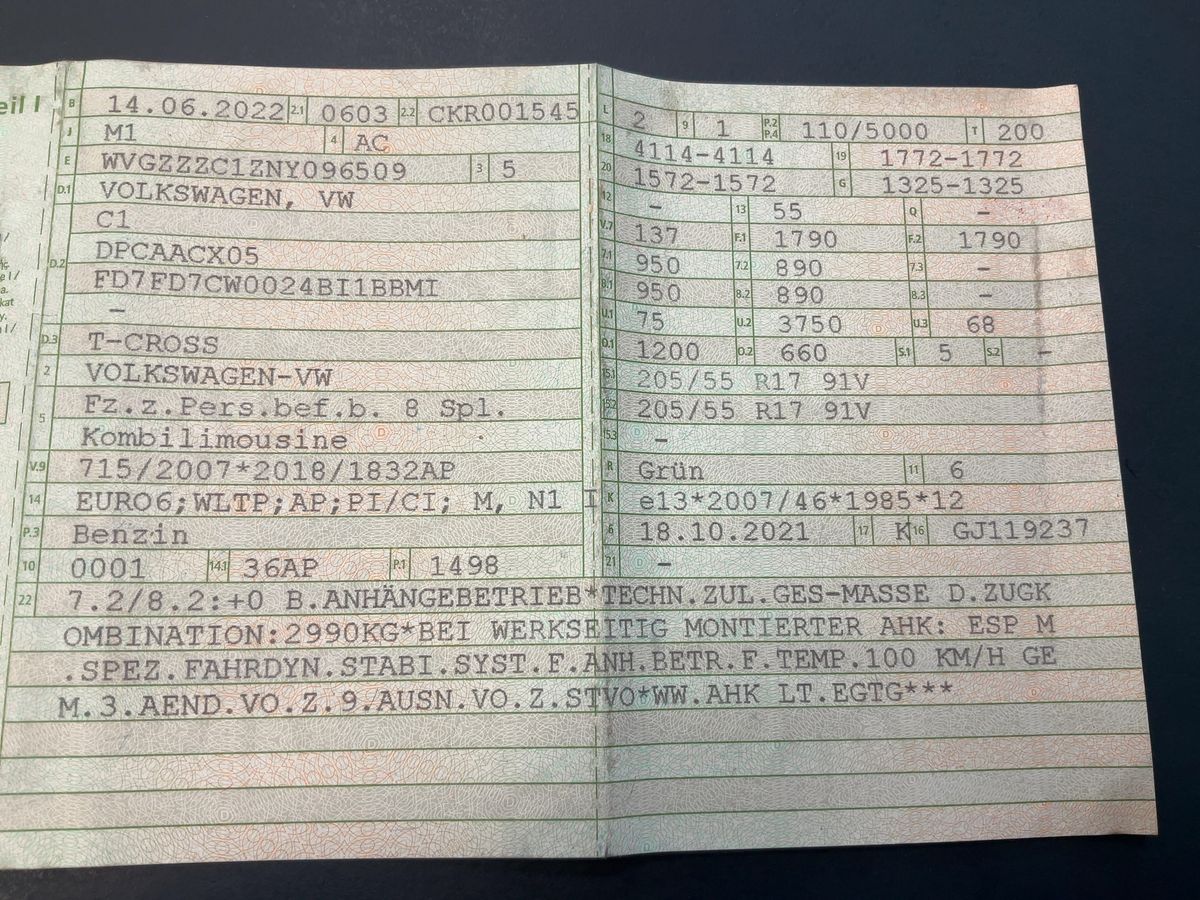 eil I
B 14.06.2022 2.1 0603 2.2 CKR001545
J M1 4 AC
E WVGZZZC1ZNY096509 3 5
D.1 VOLKSWAGEN, VW
C1
D.2 DPCAACX05
FD7FD7CW0024BI1BBMI
–
D.3 T-CROSS
2 VOLKSWAGEN-VW
5 Fz.z.Pers.bef.b. 8 Spl.
Kombilimousine
V.9 715/2007*2018/1832AP
14 EURO6;WLTP;AP;PI/CI; M, N1 I
P.3 Benzin
10 0001 14.1 36AP P.1 1498
L 2 9 1 P.2 P.4 110/5000 T 200
18 4114-4114 19 1772-1772
20 1572-1572 G 1325-1325
12 – 13 55 Q –
V.7 137 F.1 1790 F.2 1790
7.1 950 7.2 890 7.3 –
8.1 950 8.2 890 8.3 –
U.1 75 U.2 3750 U.3 68
O.1 1200 O.2 660 S.1 5 S.2 –
15.1 205/55 R17 91V
15.2 205/55 R17 91V
15.3 –
R Grün 11 6
K e13*2007/46*1985*12
6 18.10.2021 17 K 16 GJ119237
21 –
22 7.2/8.2:+0 B.ANHÄNGEBETRIEB*TECHN.ZUL.GES-MASSE D.ZUGK
OMBINATION:2990KG*BEI WERKSEITIG MONTIERTER AHK: ESP M
.SPEZ.FAHRDYN.STABI.SYST.F.ANH.BETR.F.TEMP.100 KM/H GE
M.3.AEND.VO.Z.9.AUSN.VO.Z.STVO*WW.AHK LT.EGTG***